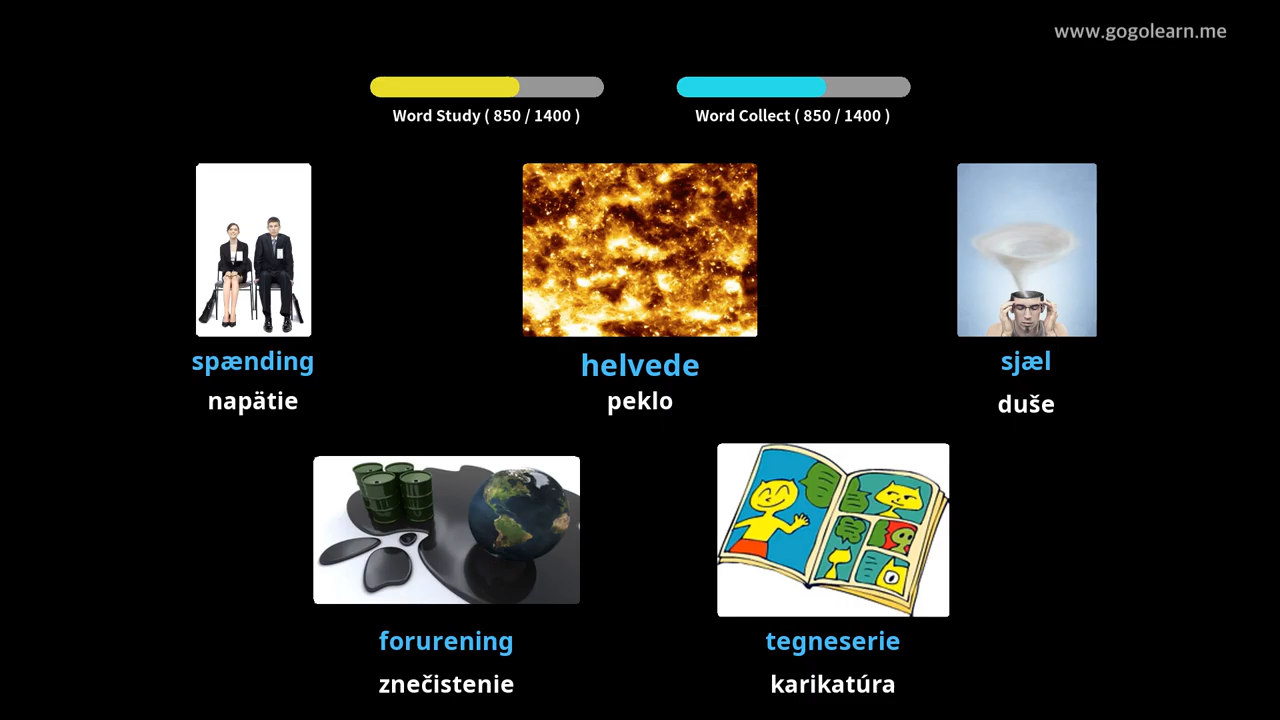 www.gogolearn.me
Word Study ( 850 / 1400 )
Word Collect ( 850 / 1400 )
spænding
helvede
sjæl
napätie
peklo
duše
forurening
tegneserie
znečistenie
karikatúra